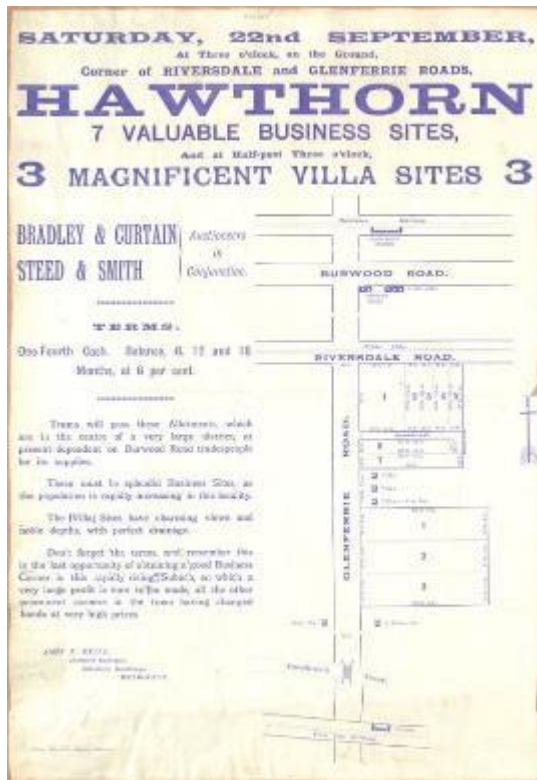 SATURDAY, 22nd SEPTEMBER,
At Three o'clock, on the Ground,
Corner of RIVERSDALE and GLENFERRIE ROADS,
HAWTHORN
7 VALUABLE BUSINESS SITES,
And at Half-past Three o'clock,
3 MAGNIFICENT VILLA SITES 3
BRADLEY & CURTAIN
STEED & SMITH
Auctioneers
in
Conjunction.
TERMS.
One Fourth Cash. Balance, 6, 12 and 18
Months, at 6 per cent.
Trams will pass these Allotments, which
are in the centre of a very large district, at
present dependent on Burwood Road tradespeople
for its supplies.
These must be splendid Business Sites, as
the population is rapidly increasing in this locality.
The Villa Sites have charming views and
noble depths, with perfect drainage.
Don't forget the terms, and remember this
is the last opportunity of obtaining a good Business
Corner in this rapidly rising Suburb, on which a
very large profit is sure to be made, all the other
prominent corners in the town having changed
hands at very high prices
BURWOOD ROAD.
RIVERSDALE ROAD.
GLENFERRIE ROAD
1
6
7
1
2
3